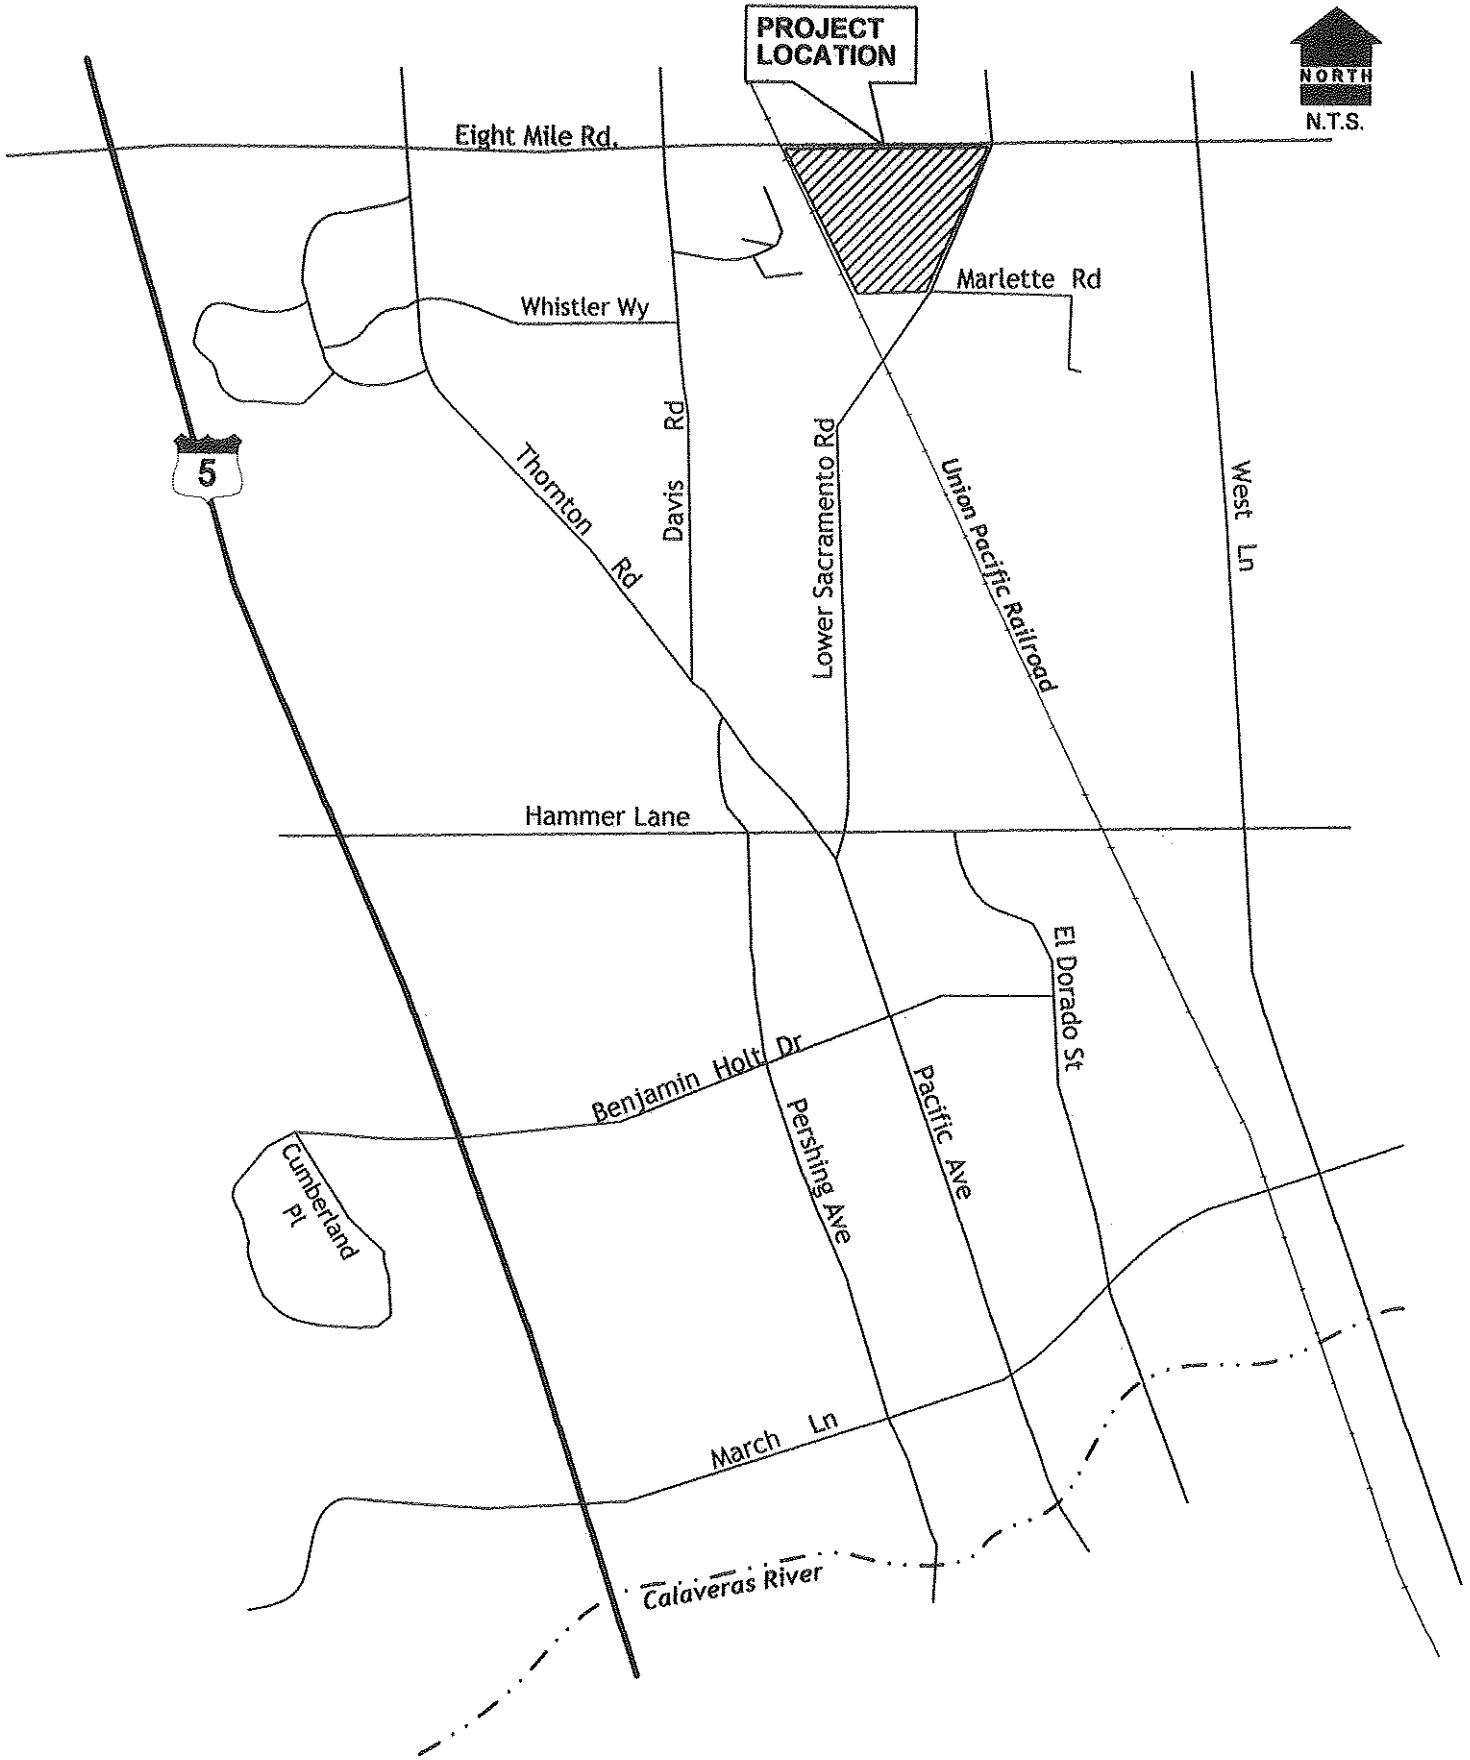 PROJECT
LOCATION
NORTH
N.T.S.
Eight Mile Rd.
Marlette Rd
Whistler Wy
5
Thornton Rd
Davis Rd
Lower Sacramento Rd
Union Pacific Railroad
West Ln
Hammer Lane
El Dorado St
Benjamin Holt Dr
Pershing Ave
Pacific Ave
Cumberland
Pl
March Ln
Calaveras River